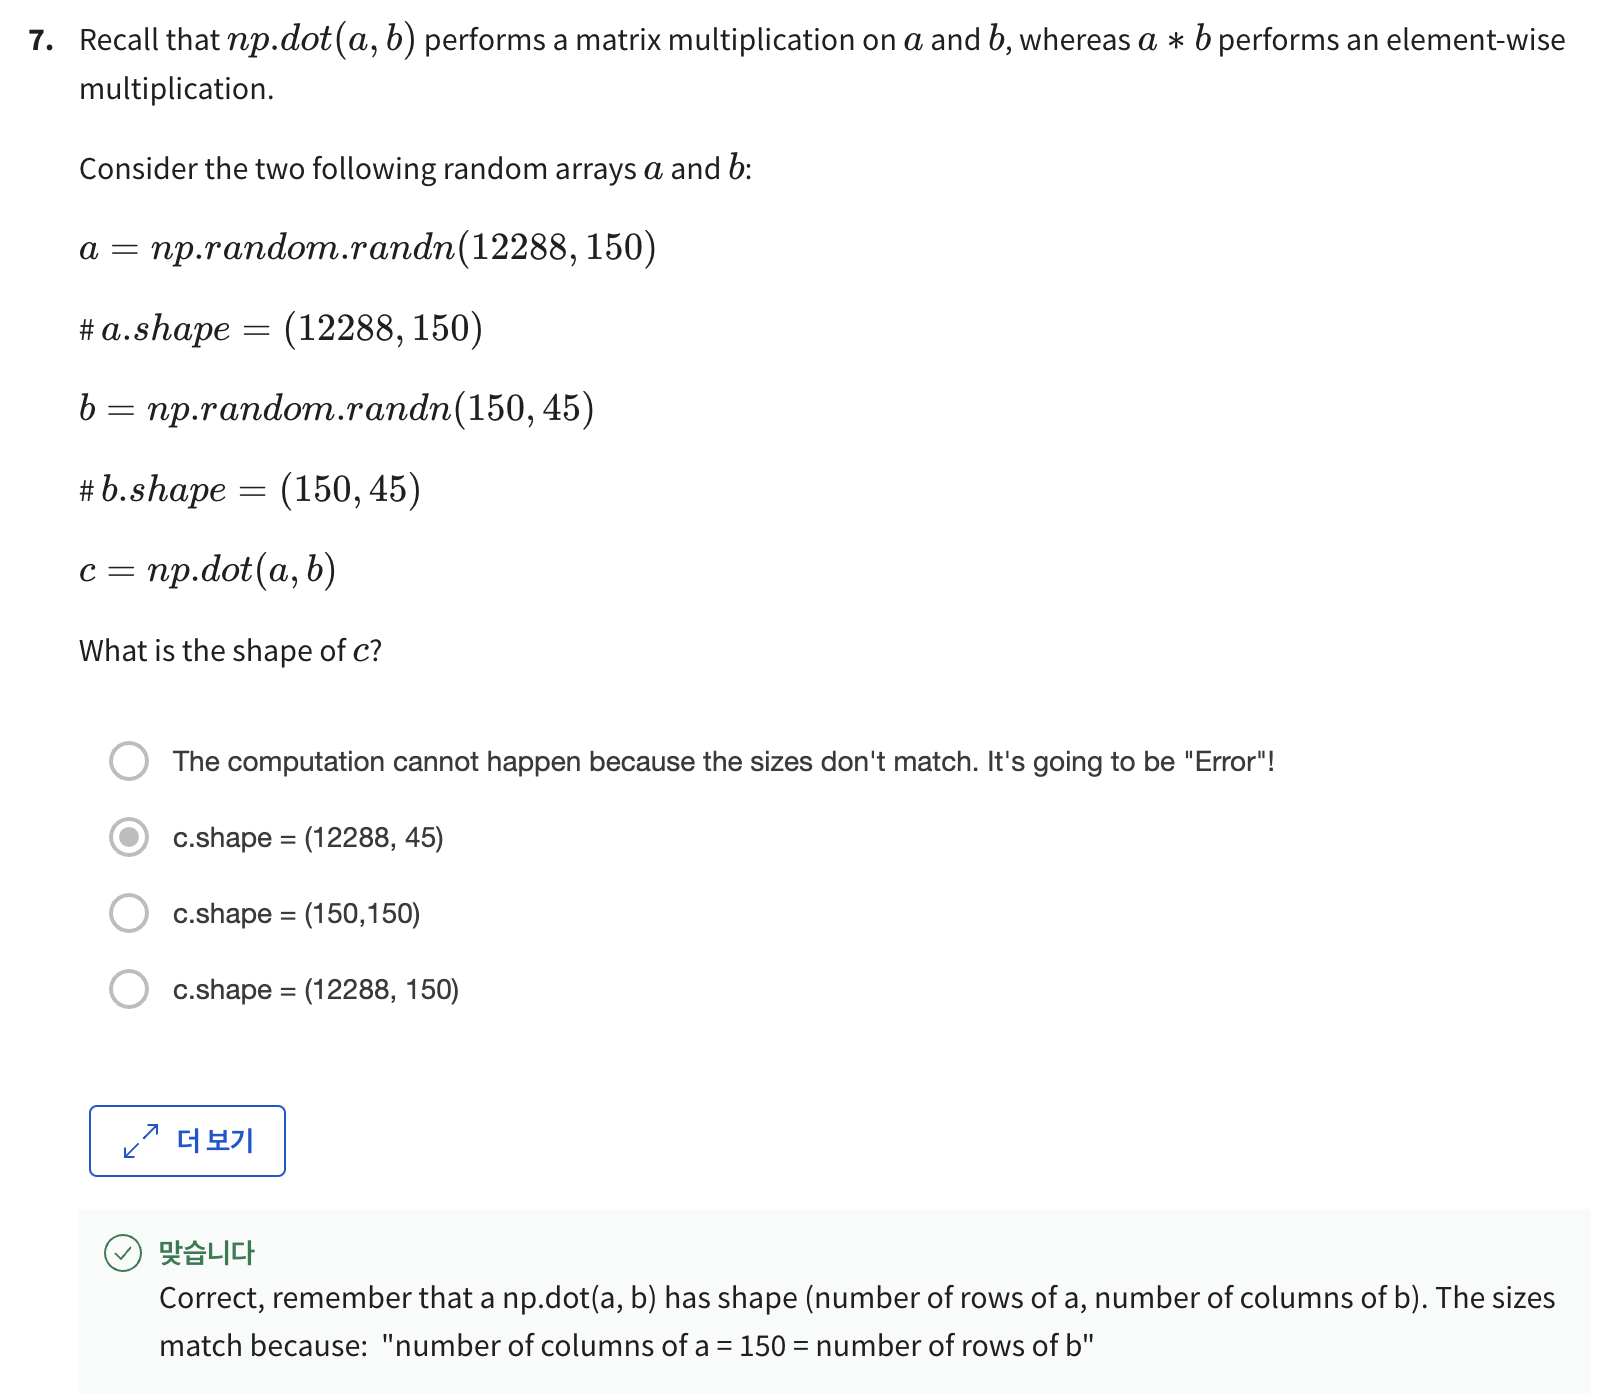 7. Recall that np.dot(a, b) performs a matrix multiplication on a and b, whereas a * b performs an element-wise
multiplication.
Consider the two following random arrays a and b:
a = np.random.randn(12288, 150)
# a.shape = (12288, 150)
b = np.random.randn(150, 45)
# b.shape = (150, 45)
c = np.dot(a, b)
What is the shape of c?
The computation cannot happen because the sizes don't match. It's going to be "Error"!
c.shape = (12288, 45)
c.shape = (150,150)
c.shape = (12288, 150)
더 보기
맞습니다
Correct, remember that a np.dot(a, b) has shape (number of rows of a, number of columns of b). The sizes
match because: "number of columns of a = 150 = number of rows of b"